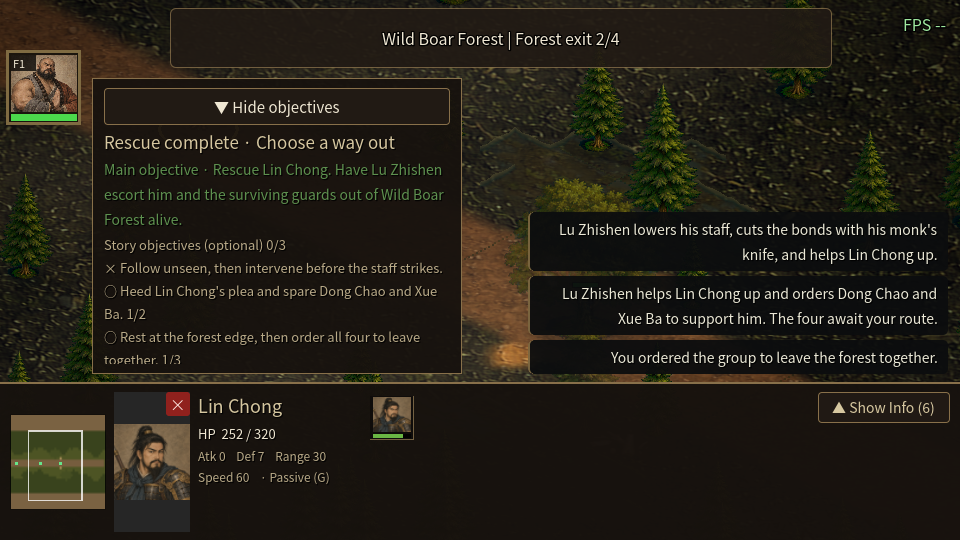 Wild Boar Forest | Forest exit 2/4
FPS --
F1
▼ Hide objectives
Rescue complete · Choose a way out
Main objective · Rescue Lin Chong. Have Lu Zhishen
escort him and the surviving guards out of Wild Boar
Forest alive.
Story objectives (optional) 0/3
× Follow unseen, then intervene before the staff strikes.
○ Heed Lin Chong's plea and spare Dong Chao and Xue
Ba. 1/2
○ Rest at the forest edge, then order all four to leave
together. 1/3
Lu Zhishen lowers his staff, cuts the bonds with his monk's
knife, and helps Lin Chong up.
Lu Zhishen helps Lin Chong up and orders Dong Chao and
Xue Ba to support him. The four await your route.
You ordered the group to leave the forest together.
×
Lin Chong
HP 252 / 320
Atk 0 Def 7 Range 30
Speed 60 · Passive (G)
▲ Show Info (6)